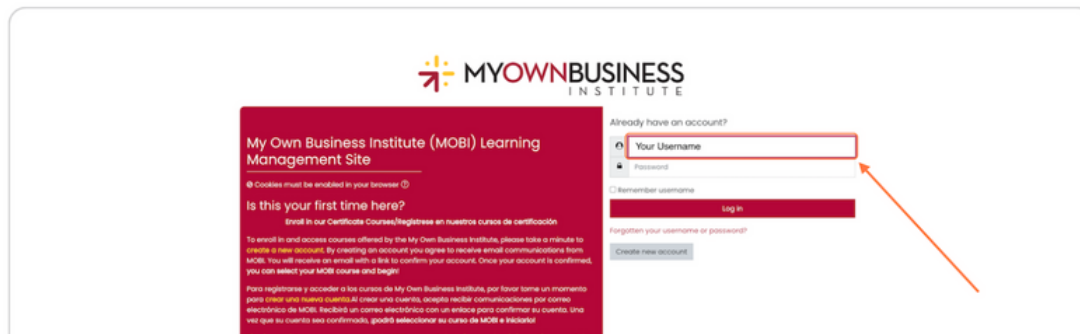 MYOWNBUSINESS
INSTITUTE
My Own Business Institute (MOBI) Learning
Management Site
Cookies must be enabled in your browser
Is this your first time here?
Enroll in our Certificate Courses/Regístrese en nuestros cursos de certificación
To enroll in and access courses offered by the My Own Business Institute, please take a minute to
create a new account. By creating an account you agree to receive email communications from
MOBI. You will receive an email with a link to confirm your account. Once your account is confirmed,
you can select your MOBI course and begin!
Para registrarse y acceder a los cursos de My Own Business Institute, por favor tome un momento
para crear una nueva cuenta.Al crear una cuenta, acepta recibir comunicaciones por correo
electrónico de MOBI. Recibirá un correo electrónico con un enlace para confirmar su cuenta. Una
vez que su cuenta sea confirmada, ¡podrá seleccionar su curso de MOBI e iniciarlo!
Already have an account?
Your Username
Password
Remember username
Log in
Forgotten your username or password?
Create new account